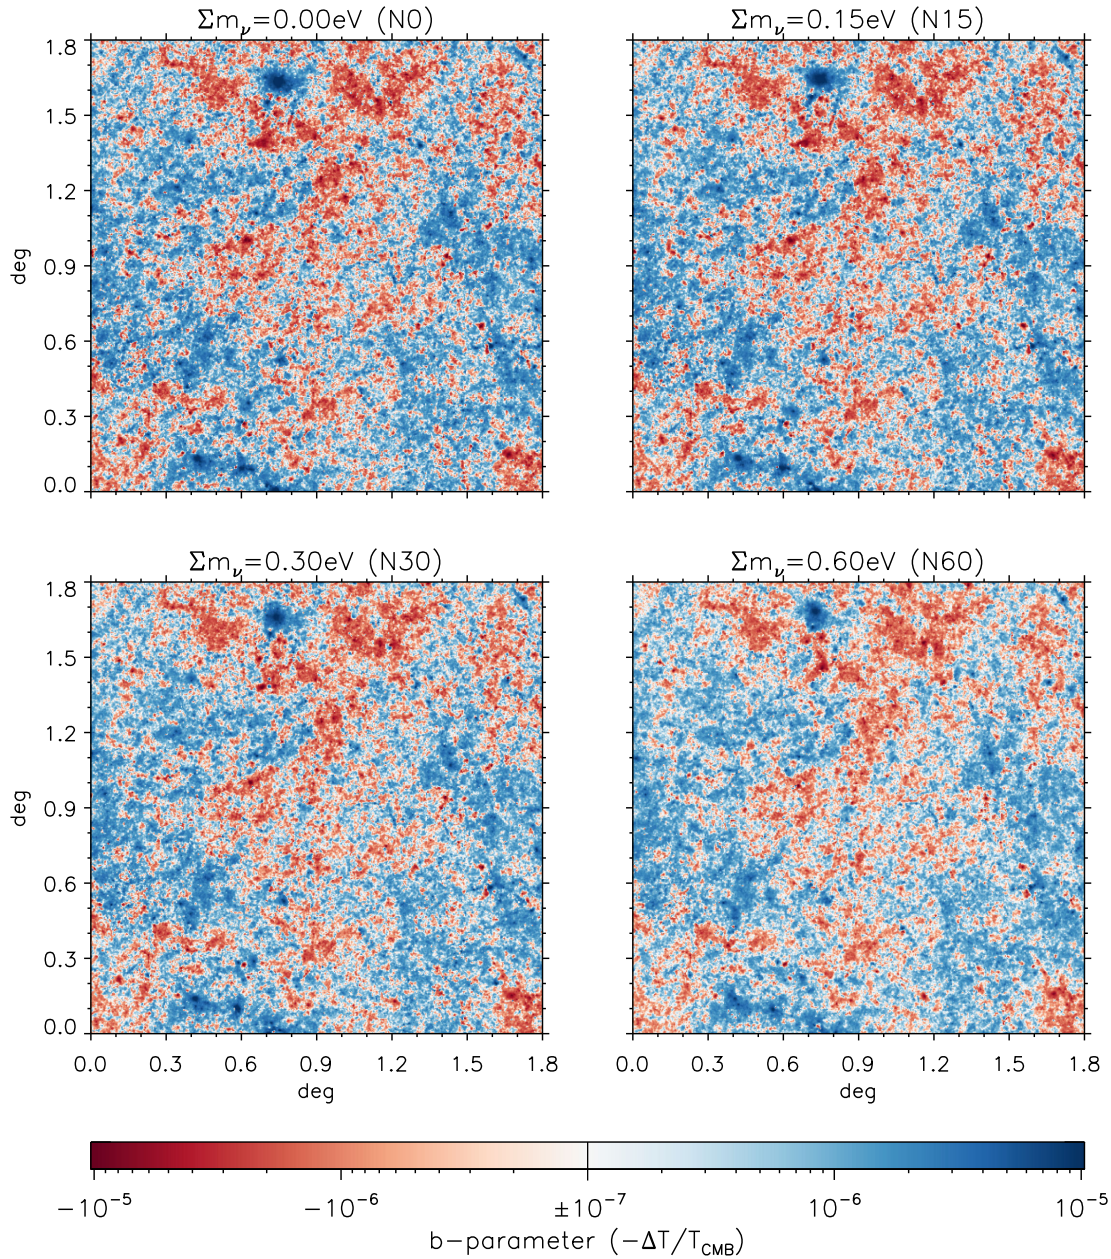 Σmν=0.00eV (N0) Σmν=0.15eV (N15)
1.8
1.5
1.2
0.9
0.6
0.3
0.0
deg
Σmν=0.30eV (N30) Σmν=0.60eV (N60)
1.8
1.5
1.2
0.9
0.6
0.3
0.0
deg
0.0 0.3 0.6 0.9 1.2 1.5 1.8 0.0 0.3 0.6 0.9 1.2 1.5 1.8
deg deg
−10⁻⁵ −10⁻⁶ ±10⁻⁷ 10⁻⁶ 10⁻⁵
b−parameter (−ΔT/T_CMB)